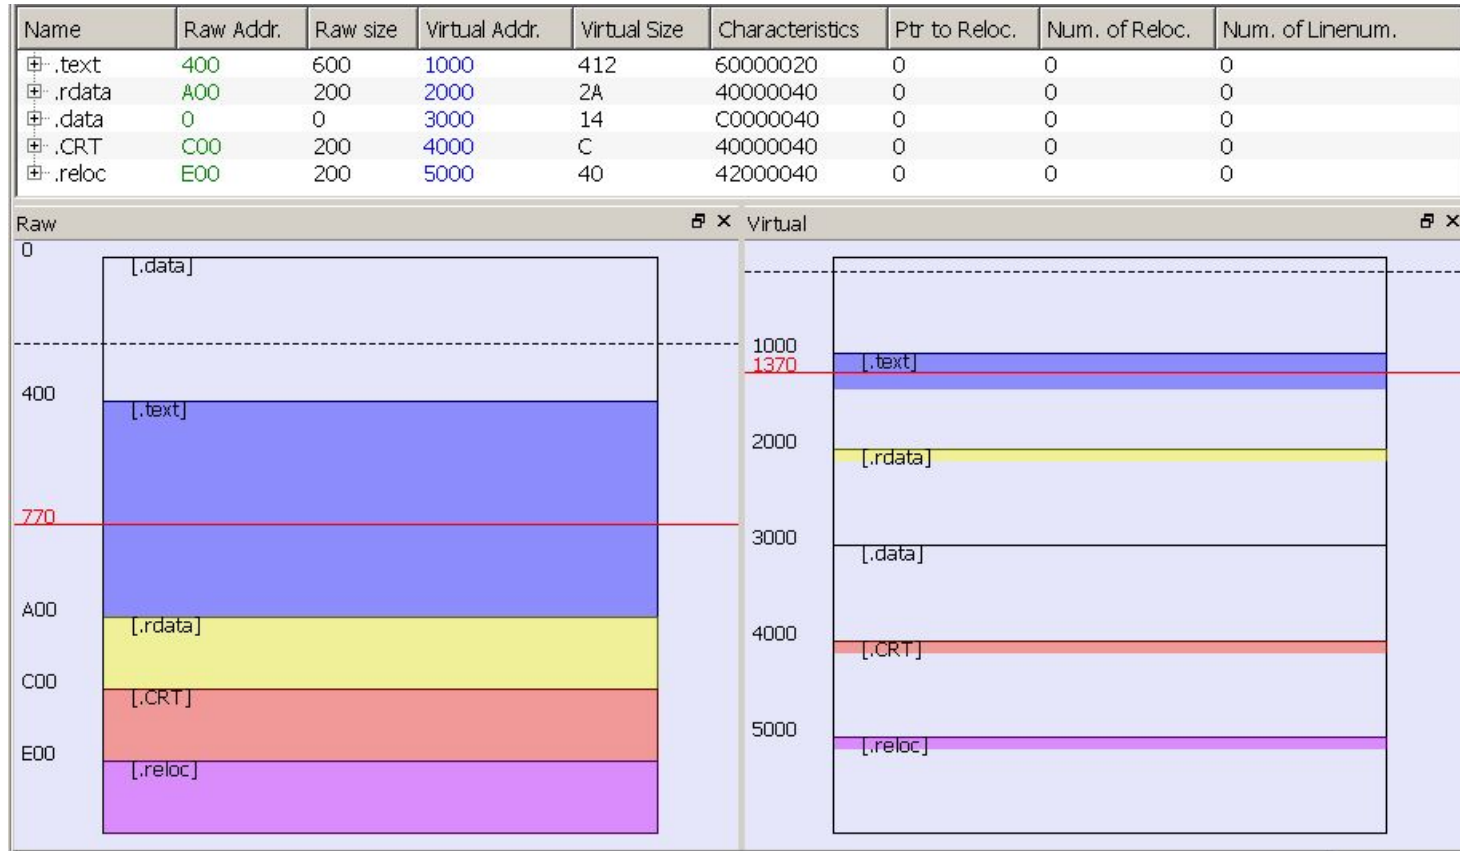 Name Raw Addr. Raw size Virtual Addr. Virtual Size Characteristics Ptr to Reloc. Num. of Reloc. Num. of Linenum.
.text 400 600 1000 412 60000020 0 0 0
.rdata A00 200 2000 2A 40000040 0 0 0
.data 0 0 3000 14 C0000040 0 0 0
.CRT C00 200 4000 C 40000040 0 0 0
.reloc E00 200 5000 40 42000040 0 0 0
Raw
0
[.data]
400
[.text]
770
A00
[.rdata]
C00
[.CRT]
E00
[.reloc]
Virtual
1000
[.text]
1370
2000
[.rdata]
3000
[.data]
4000
[.CRT]
5000
[.reloc]